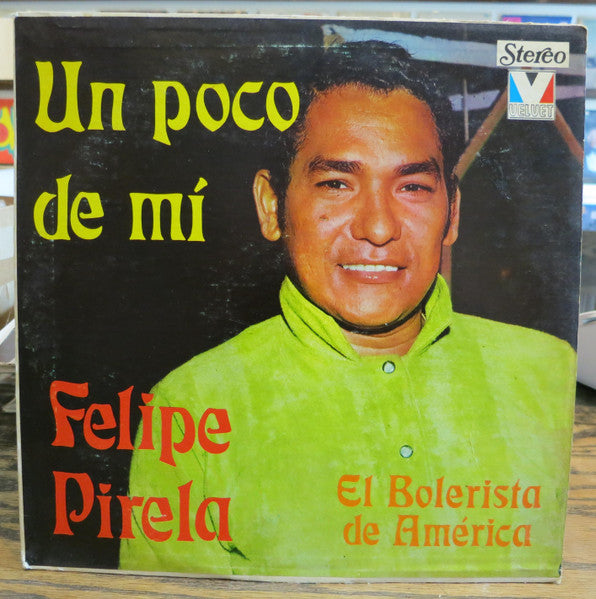 Stereo
VELVET
Un poco
de mí
Felipe
Pirela
El Bolerista
de América